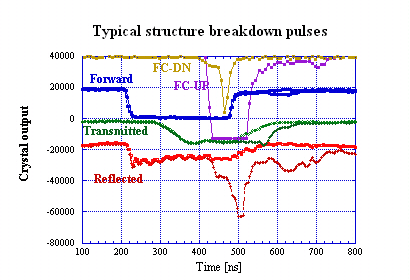 Typical structure breakdown pulses
40000
20000
0
-20000
-40000
-60000
-80000
Crystal output
FC-DN
Forward
FC-UP
Transmitted
Reflected
100 200 300 400 500 600 700 800
Time [ns]